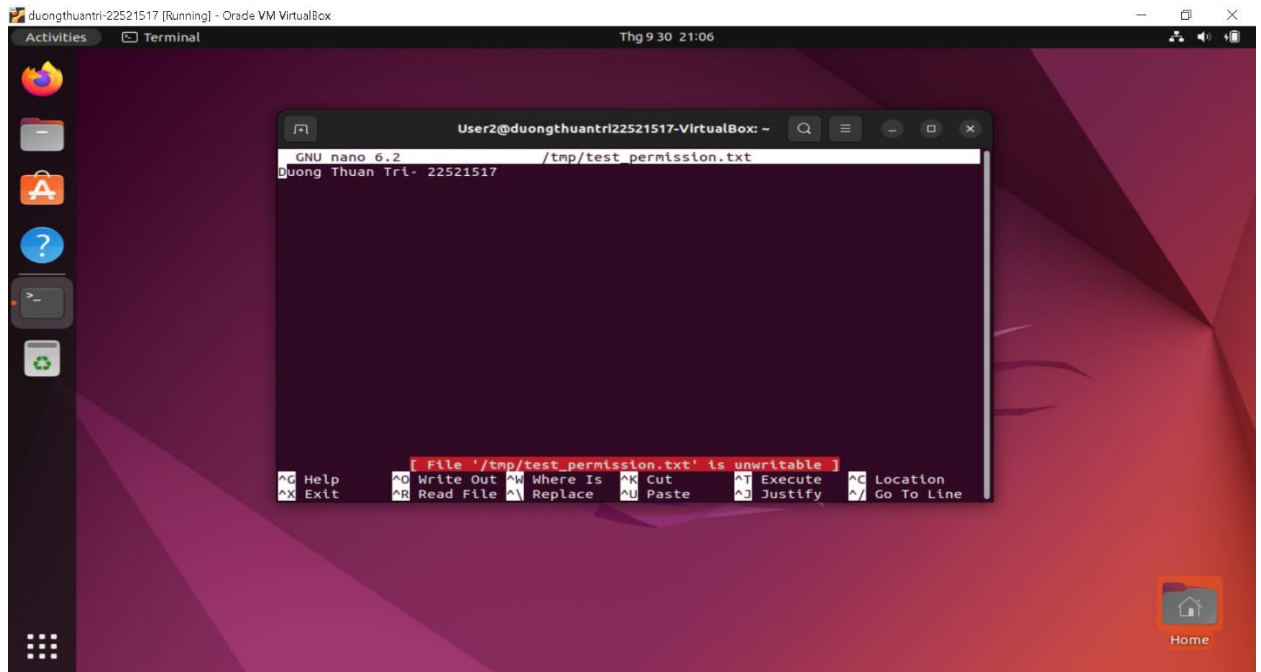 duongthuantri-22521517 [Running] - Oracle VM VirtualBox
Activities Terminal Thg 9 30 21:06
User2@duongthuantri22521517-VirtualBox: ~
GNU nano 6.2 /tmp/test_permission.txt
Duong Thuan Tri- 22521517
[ File '/tmp/test_permission.txt' is unwritable ]
^G Help ^O Write Out ^W Where Is ^K Cut ^T Execute ^C Location
^X Exit ^R Read File ^\ Replace ^U Paste ^J Justify ^/ Go To Line
Home